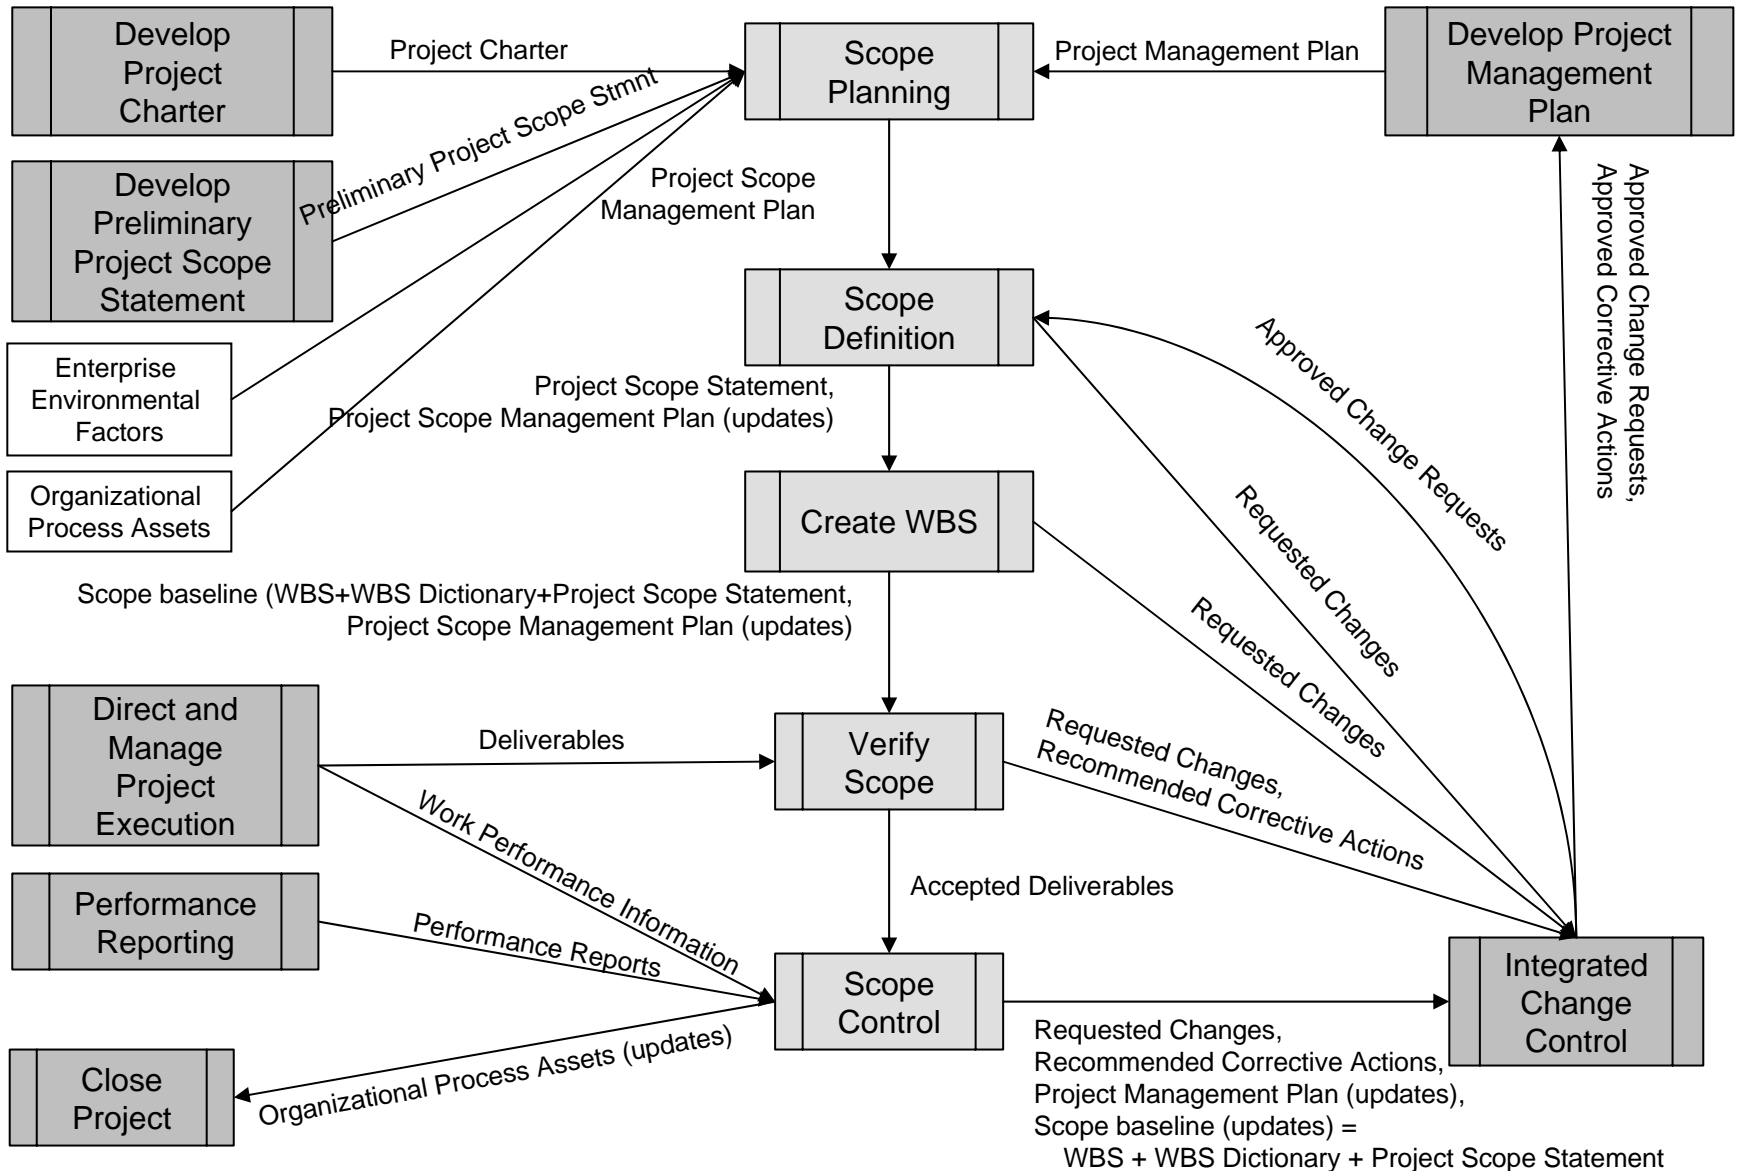 Develop
Project
Charter
Project Charter
Scope
Planning
Project Management Plan
Develop Project
Management
Plan
Develop
Preliminary
Project Scope
Statement
Preliminary Project Scope Stmnt
Project Scope
Management Plan
Approved Change Requests,
Approved Corrective Actions
Enterprise
Environmental
Factors
Organizational
Process Assets
Scope
Definition
Project Scope Statement,
Project Scope Management Plan (updates)
Approved Change Requests
Requested Changes
Create WBS
Requested Changes
Scope baseline (WBS+WBS Dictionary+Project Scope Statement,
Project Scope Management Plan (updates)
Direct and
Manage
Project
Execution
Deliverables
Verify
Scope
Requested Changes,
Recommended Corrective Actions
Work Performance Information
Accepted Deliverables
Performance
Reporting
Performance Reports
Scope
Control
Integrated
Change
Control
Close
Project
Organizational Process Assets (updates)
Requested Changes,
Recommended Corrective Actions,
Project Management Plan (updates),
Scope baseline (updates) =
WBS + WBS Dictionary + Project Scope Statement